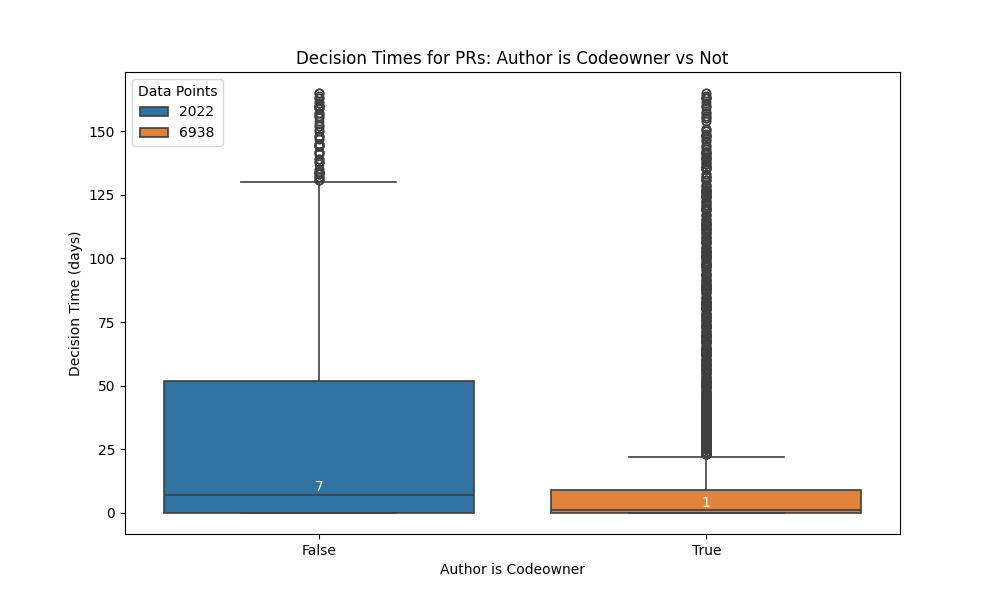 Decision Times for PRs: Author is Codeowner vs Not
Data Points
2022
6938
150
125
100
75
50
25
0
Decision Time (days)
7
1
False
True
Author is Codeowner